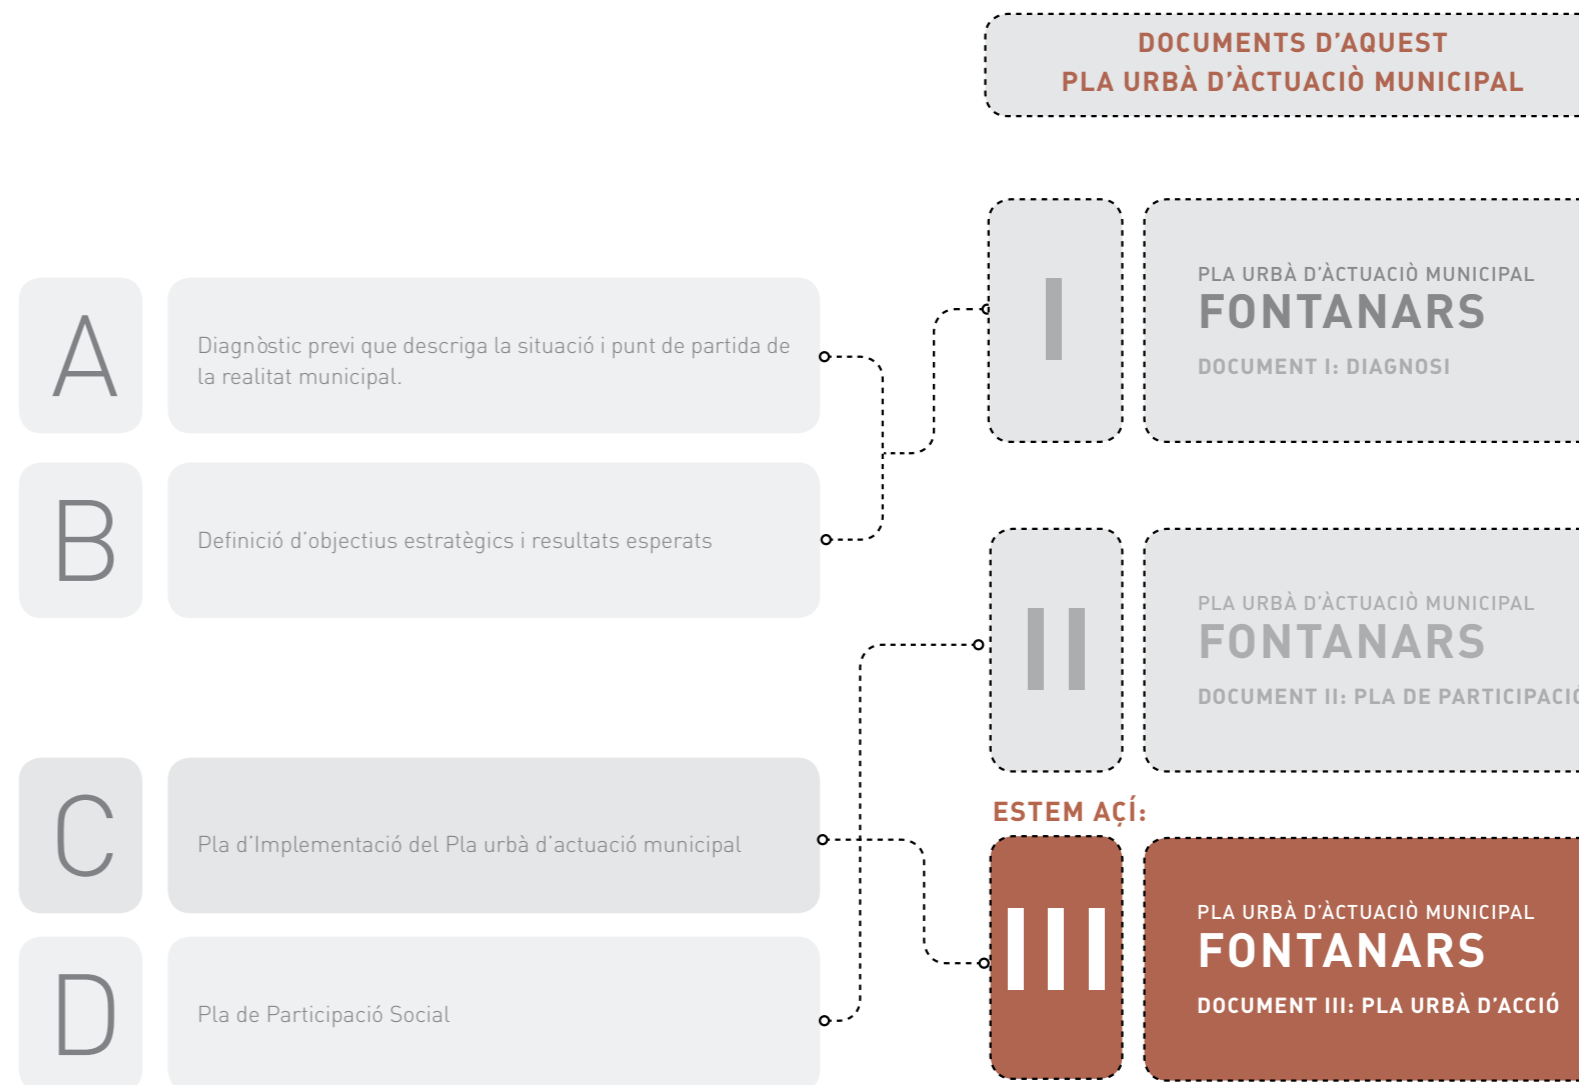 DOCUMENTS D'AQUEST
PLA URBÀ D'ÀCTUACIÒ MUNICIPAL
A
Diagnòstic previ que descriga la situació i punt de partida de
la realitat municipal.
B
Definició d'objectius estratègics i resultats esperats
C
Pla d'Implementació del Pla urbà d'actuació municipal
D
Pla de Participació Social
I
PLA URBÀ D'ÀCTUACIÒ MUNICIPAL
FONTANARS
DOCUMENT I: DIAGNOSI
II
PLA URBÀ D'ÀCTUACIÒ MUNICIPAL
FONTANARS
DOCUMENT II: PLA DE PARTICIPACIÓ
ESTEM AÇÍ:
III
PLA URBÀ D'ÀCTUACIÒ MUNICIPAL
FONTANARS
DOCUMENT III: PLA URBÀ D'ACCIÓ